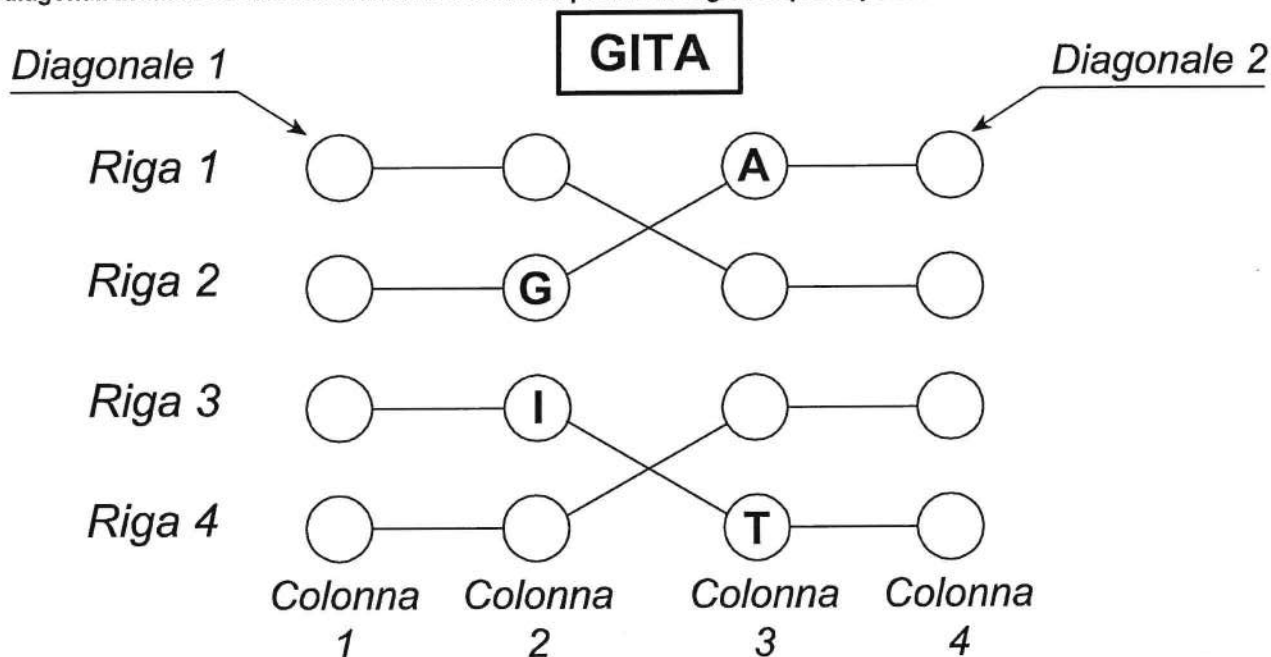 GITA
Diagonale 1
Diagonale 2
Riga 1
A
Riga 2
G
Riga 3
I
Riga 4
T
Colonna 1
Colonna 2
Colonna 3
Colonna 4